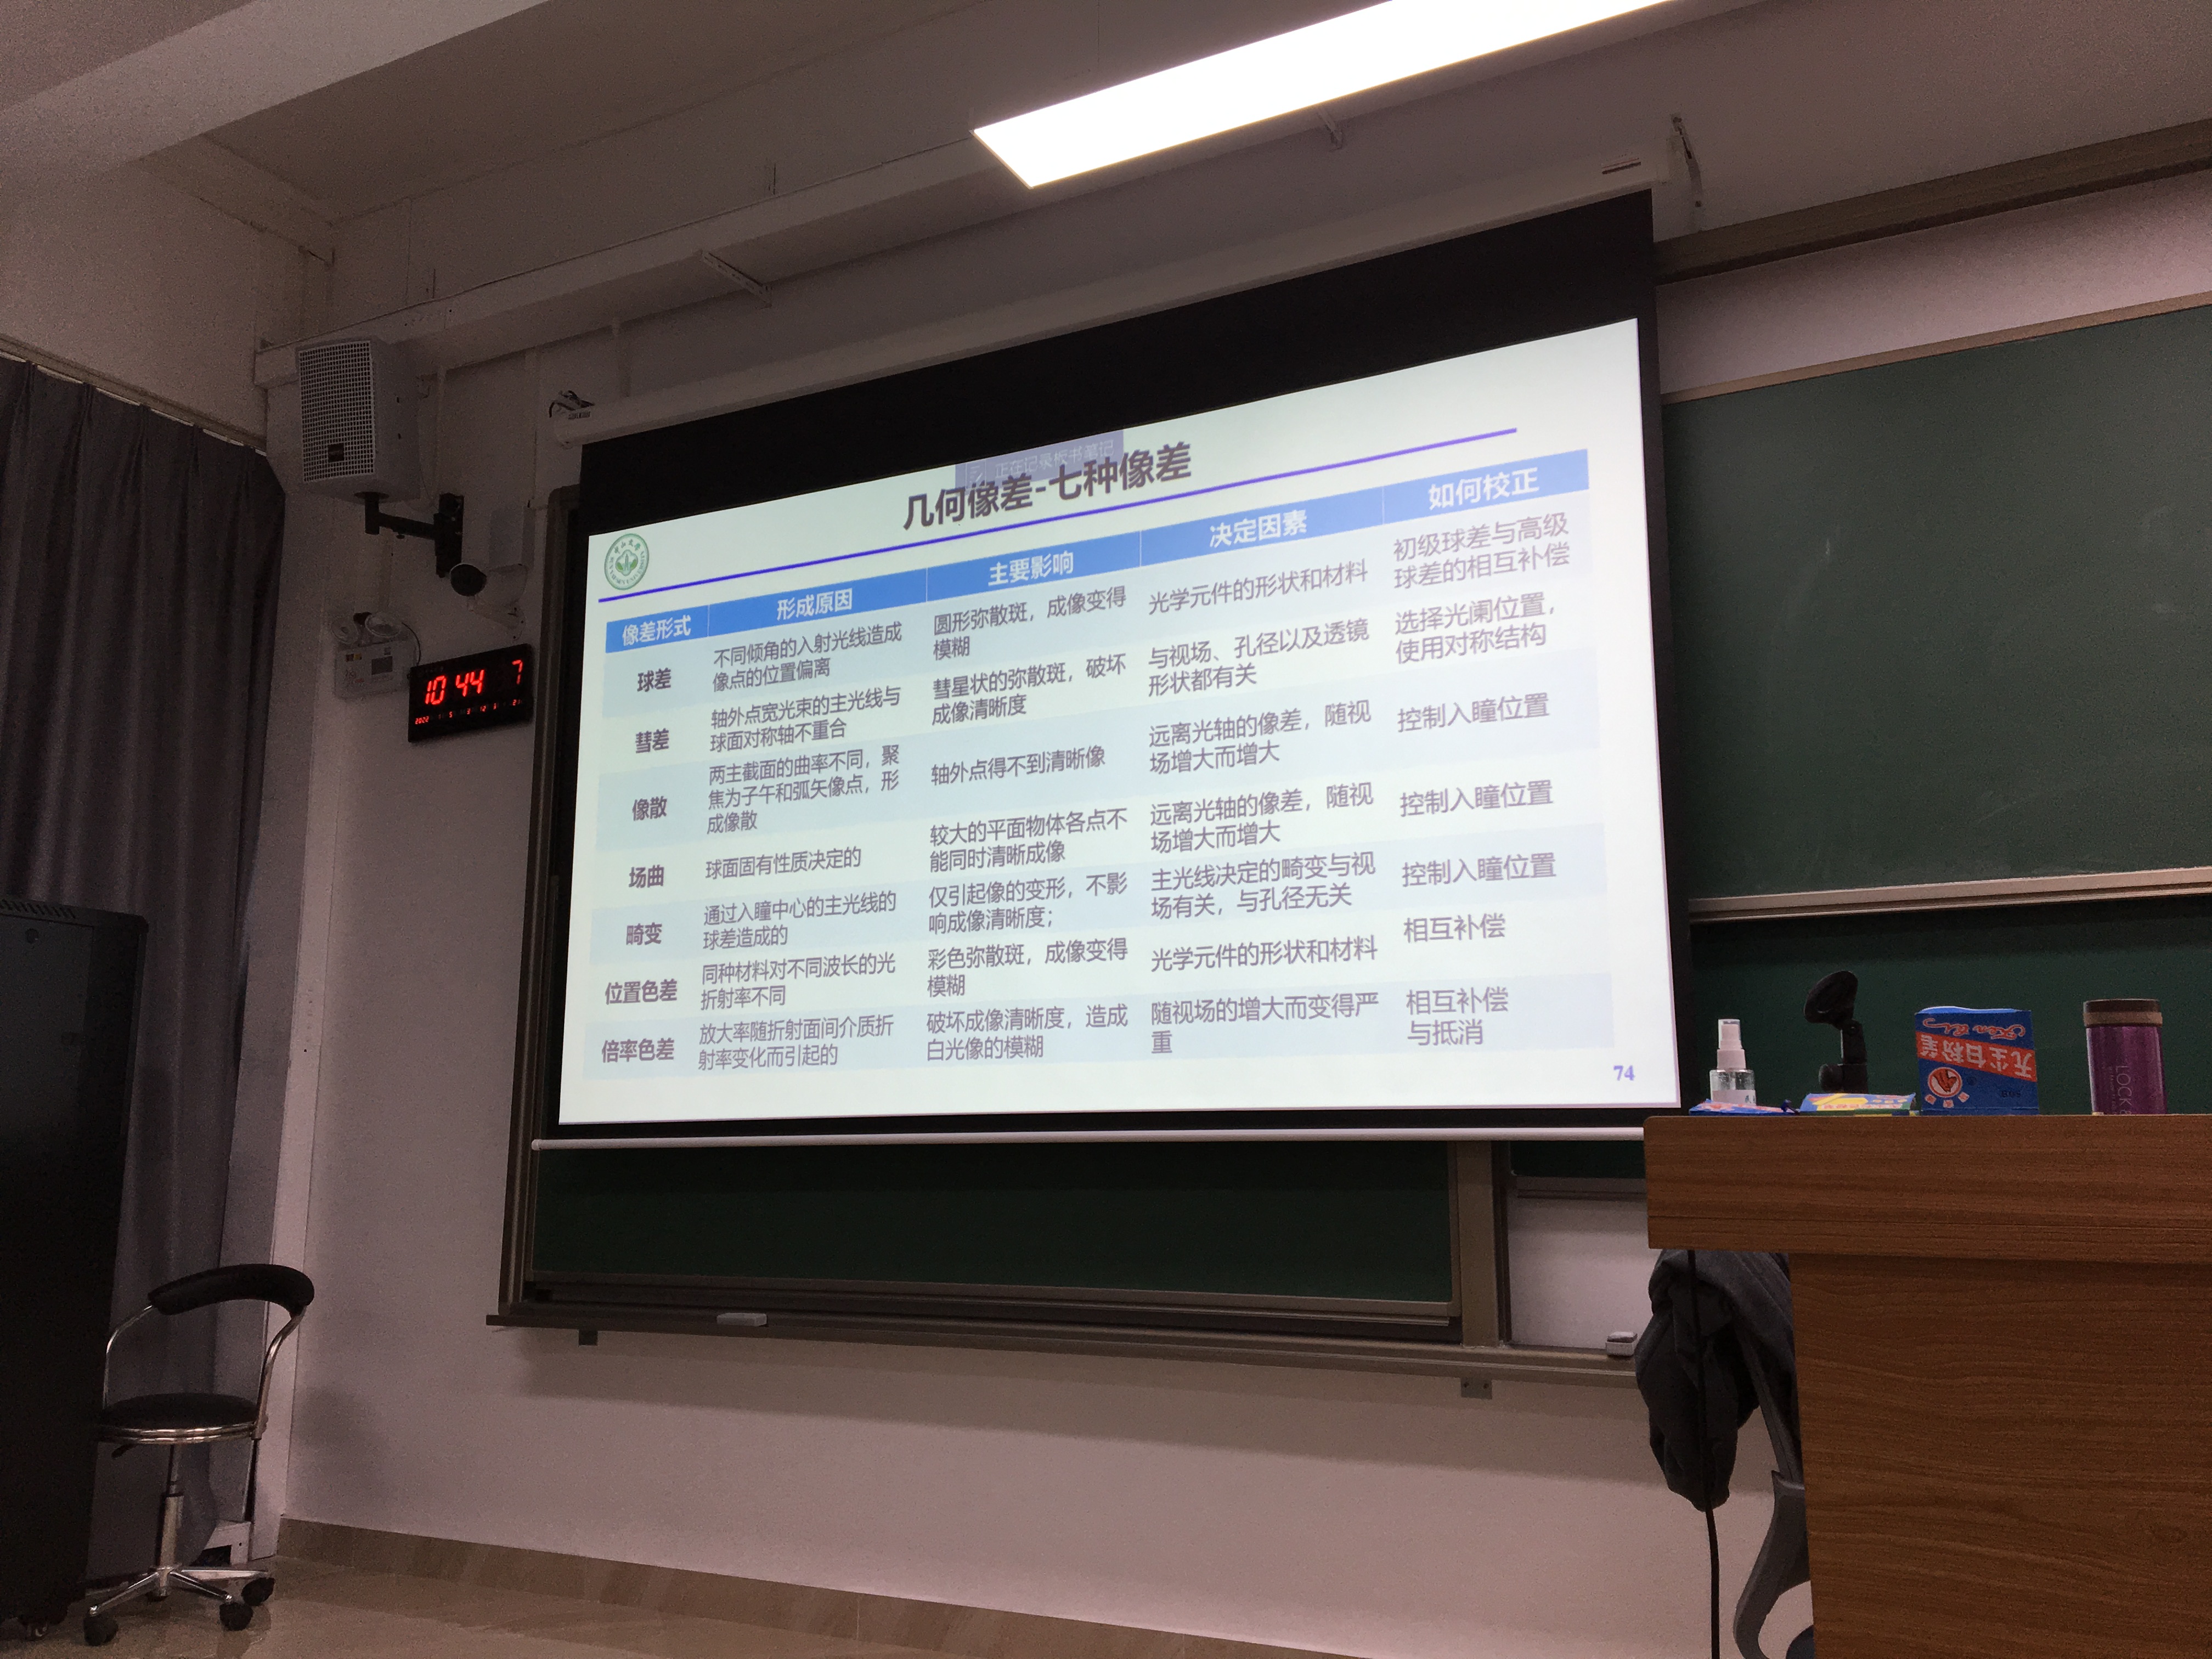 正在记录板书笔记
几何像差-七种像差
像差形式 形成原因 主要影响 决定因素 如何校正
球差
不同倾角的入射光线造成
像点的位置偏离
圆形弥散斑，成像变得
模糊
光学元件的形状和材料
初级球差与高级
球差的相互补偿
彗差
轴外点宽光束的主光线与
球面对称轴不重合
彗星状的弥散斑，破坏
成像清晰度
与视场、孔径以及透镜
形状都有关
选择光阑位置，
使用对称结构
像散
两主截面的曲率不同，聚
焦为子午和弧矢像点，形
成像散
轴外点得不到清晰像
远离光轴的像差，随视
场增大而增大
控制入瞳位置
场曲
球面固有性质决定的
较大的平面物体各点不
能同时清晰成像
远离光轴的像差，随视
场增大而增大
控制入瞳位置
畸变
通过入瞳中心的主光线的
球差造成的
仅引起像的变形，不影
响成像清晰度；
主光线决定的畸变与视
场有关，与孔径无关
控制入瞳位置
位置色差
同种材料对不同波长的光
折射率不同
彩色弥散斑，成像变得
模糊
光学元件的形状和材料
相互补偿
倍率色差
放大率随折射面间介质折
射率变化而引起的
破坏成像清晰度，造成
白光像的模糊
随视场的增大而变得严
重
相互补偿
与抵消
74
10 44 7
无尘白粉笔
LOCK&